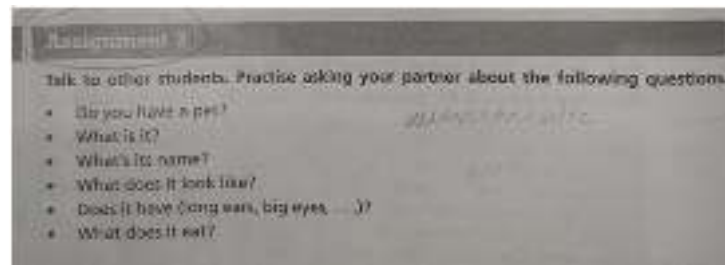 Assignment
Talk to other students. Practise asking your partner about the following questions.
• Do you have a pet?
• What is it?
• What's its name?
• What does it look like?
• Does it have (long ears, big eyes, ...)?
• What does it eat?